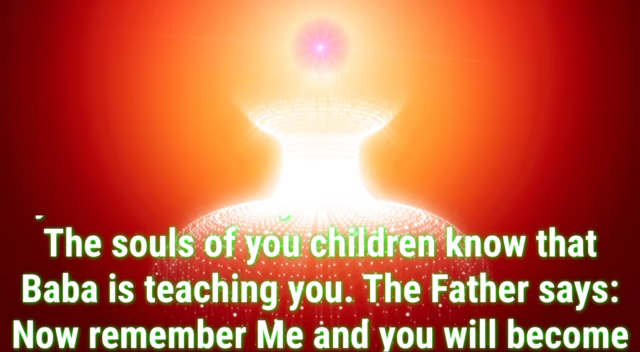 The souls of you children know that
Baba is teaching you. The Father says:
Now remember Me and you will become